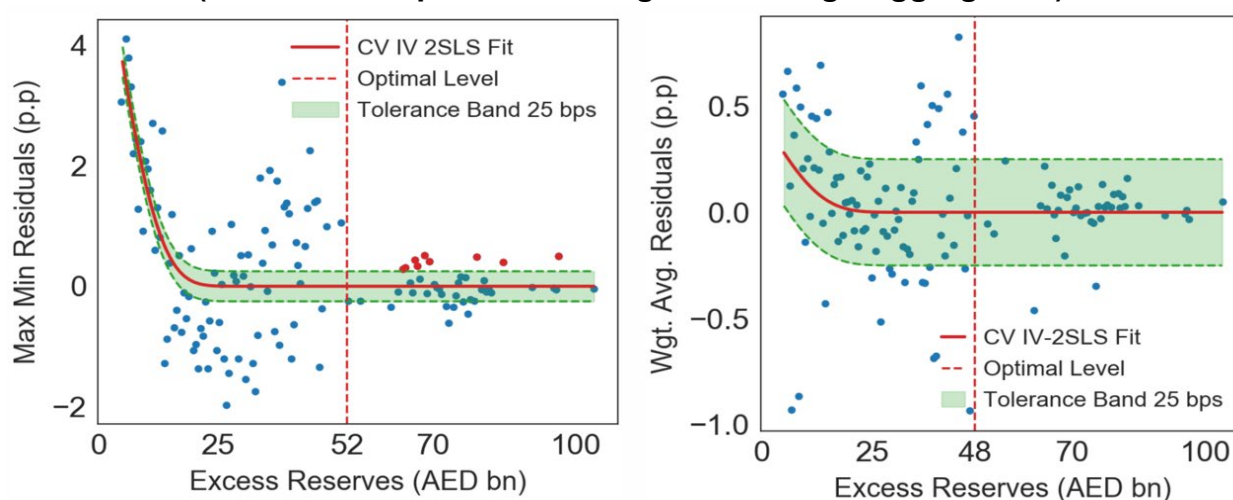 Max Min Residuals (p.p)
4
2
0
−2
CV IV 2SLS Fit
Optimal Level
Tolerance Band 25 bps
0 25 52 70 100
Excess Reserves (AED bn)
Wgt. Avg. Residuals (p.p)
0.5
0.0
−0.5
−1.0
CV IV-2SLS Fit
Optimal Level
Tolerance Band 25 bps
0 25 48 70 100
Excess Reserves (AED bn)